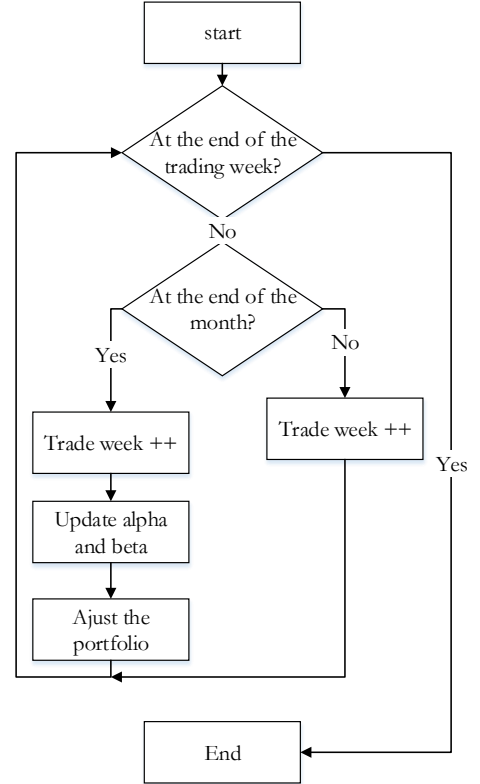 start
At the end of the
trading week?
No
At the end of the
month?
Yes
No
Trade week ++
Trade week ++
Yes
Update alpha
and beta
Ajust the
portfolio
End